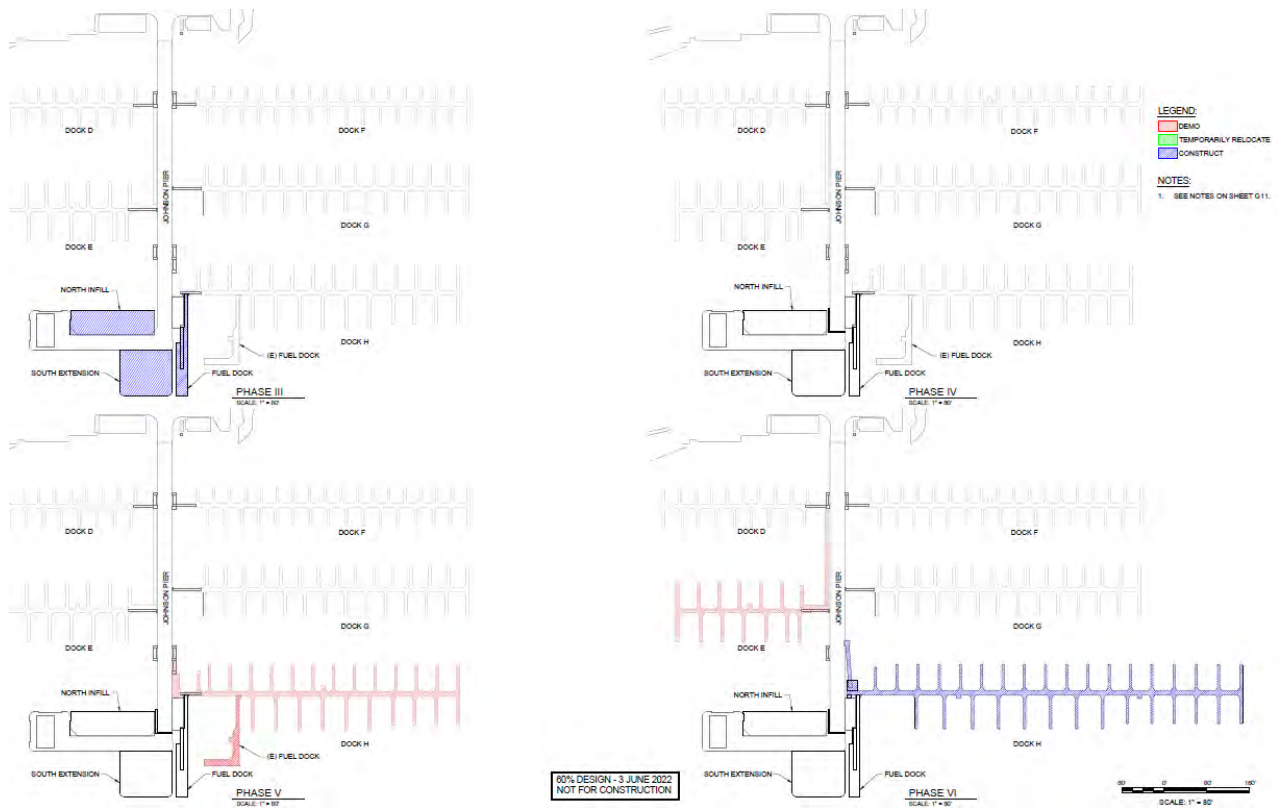 DOCK D
DOCK F
JOHNSON PIER
DOCK G
DOCK E
NORTH INFILL
DOCK H
(E) FUEL DOCK
SOUTH EXTENSION
FUEL DOCK
PHASE III
SCALE: 1" = 80'
DOCK D
DOCK F
JOHNSON PIER
DOCK G
DOCK E
NORTH INFILL
DOCK H
(E) FUEL DOCK
SOUTH EXTENSION
FUEL DOCK
PHASE IV
SCALE: 1" = 80'
LEGEND:
DEMO
TEMPORARILY RELOCATE
CONSTRUCT
NOTES:
1. SEE NOTES ON SHEET G11.
DOCK D
DOCK F
JOHNSON PIER
DOCK G
DOCK E
NORTH INFILL
DOCK H
(E) FUEL DOCK
SOUTH EXTENSION
FUEL DOCK
PHASE V
SCALE: 1" = 80'
60% DESIGN - 3 JUNE 2022
NOT FOR CONSTRUCTION
DOCK D
DOCK F
JOHNSON PIER
DOCK G
DOCK E
NORTH INFILL
DOCK H
SOUTH EXTENSION
FUEL DOCK
PHASE VI
SCALE: 1" = 80'
80' 0' 80' 160'
SCALE: 1" = 80'